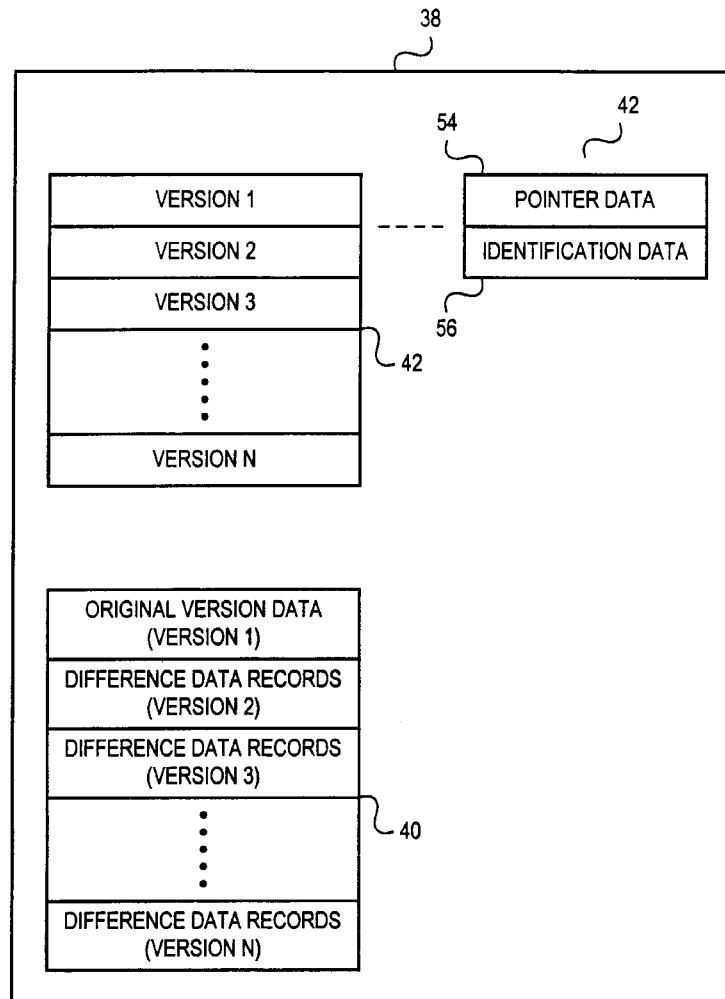 38
54
42
VERSION 1
POINTER DATA
VERSION 2
IDENTIFICATION DATA
VERSION 3
56
42
VERSION N
ORIGINAL VERSION DATA
(VERSION 1)
DIFFERENCE DATA RECORDS
(VERSION 2)
DIFFERENCE DATA RECORDS
(VERSION 3)
40
DIFFERENCE DATA RECORDS
(VERSION N)